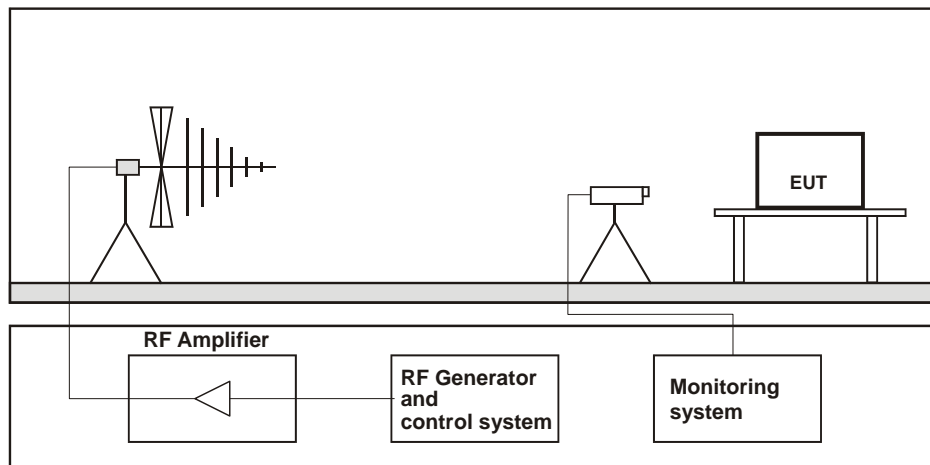 EUT
RF Amplifier
RF Generator
and
control system
Monitoring
system